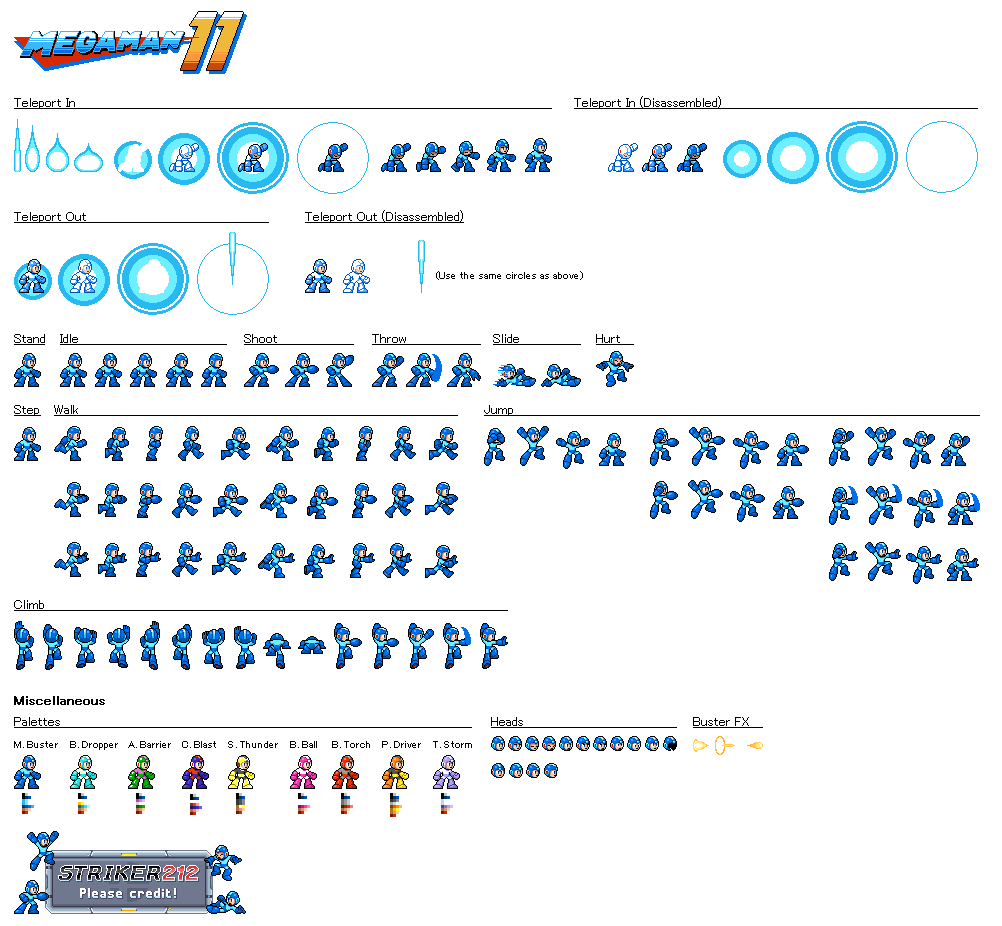 MEGAMAN 11
Teleport In
Teleport In (Disassembled)
Teleport Out
Teleport Out (Disassembled)
(Use the same circles as above)
Stand
Idle
Shoot
Throw
Slide
Hurt
Step
Walk
Jump
Climb
Miscellaneous
Palettes
Heads
Buster FX
M. Buster
B. Dropper
A. Barrier
C. Blast
S. Thunder
B. Ball
B. Torch
P. Driver
T. Storm
STRIKER212
Please credit!